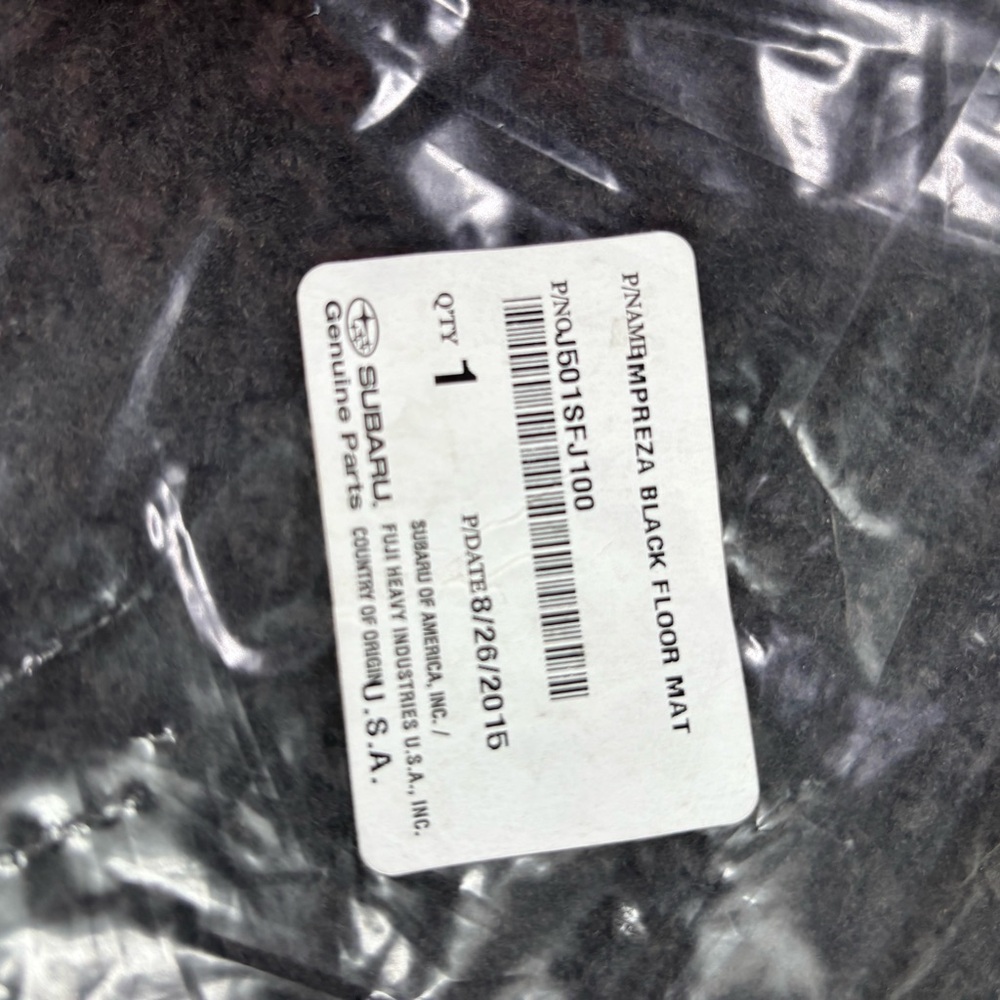 P/NAME IMPREZA BLACK FLOOR MAT
P/NO. J501SFJ100
Q'TY 1
P/DATE 8/26/2015
SUBARU OF AMERICA, INC. /
FUJI HEAVY INDUSTRIES U.S.A., INC.
COUNTRY OF ORIGIN U.S.A.
SUBARU.
Genuine Parts